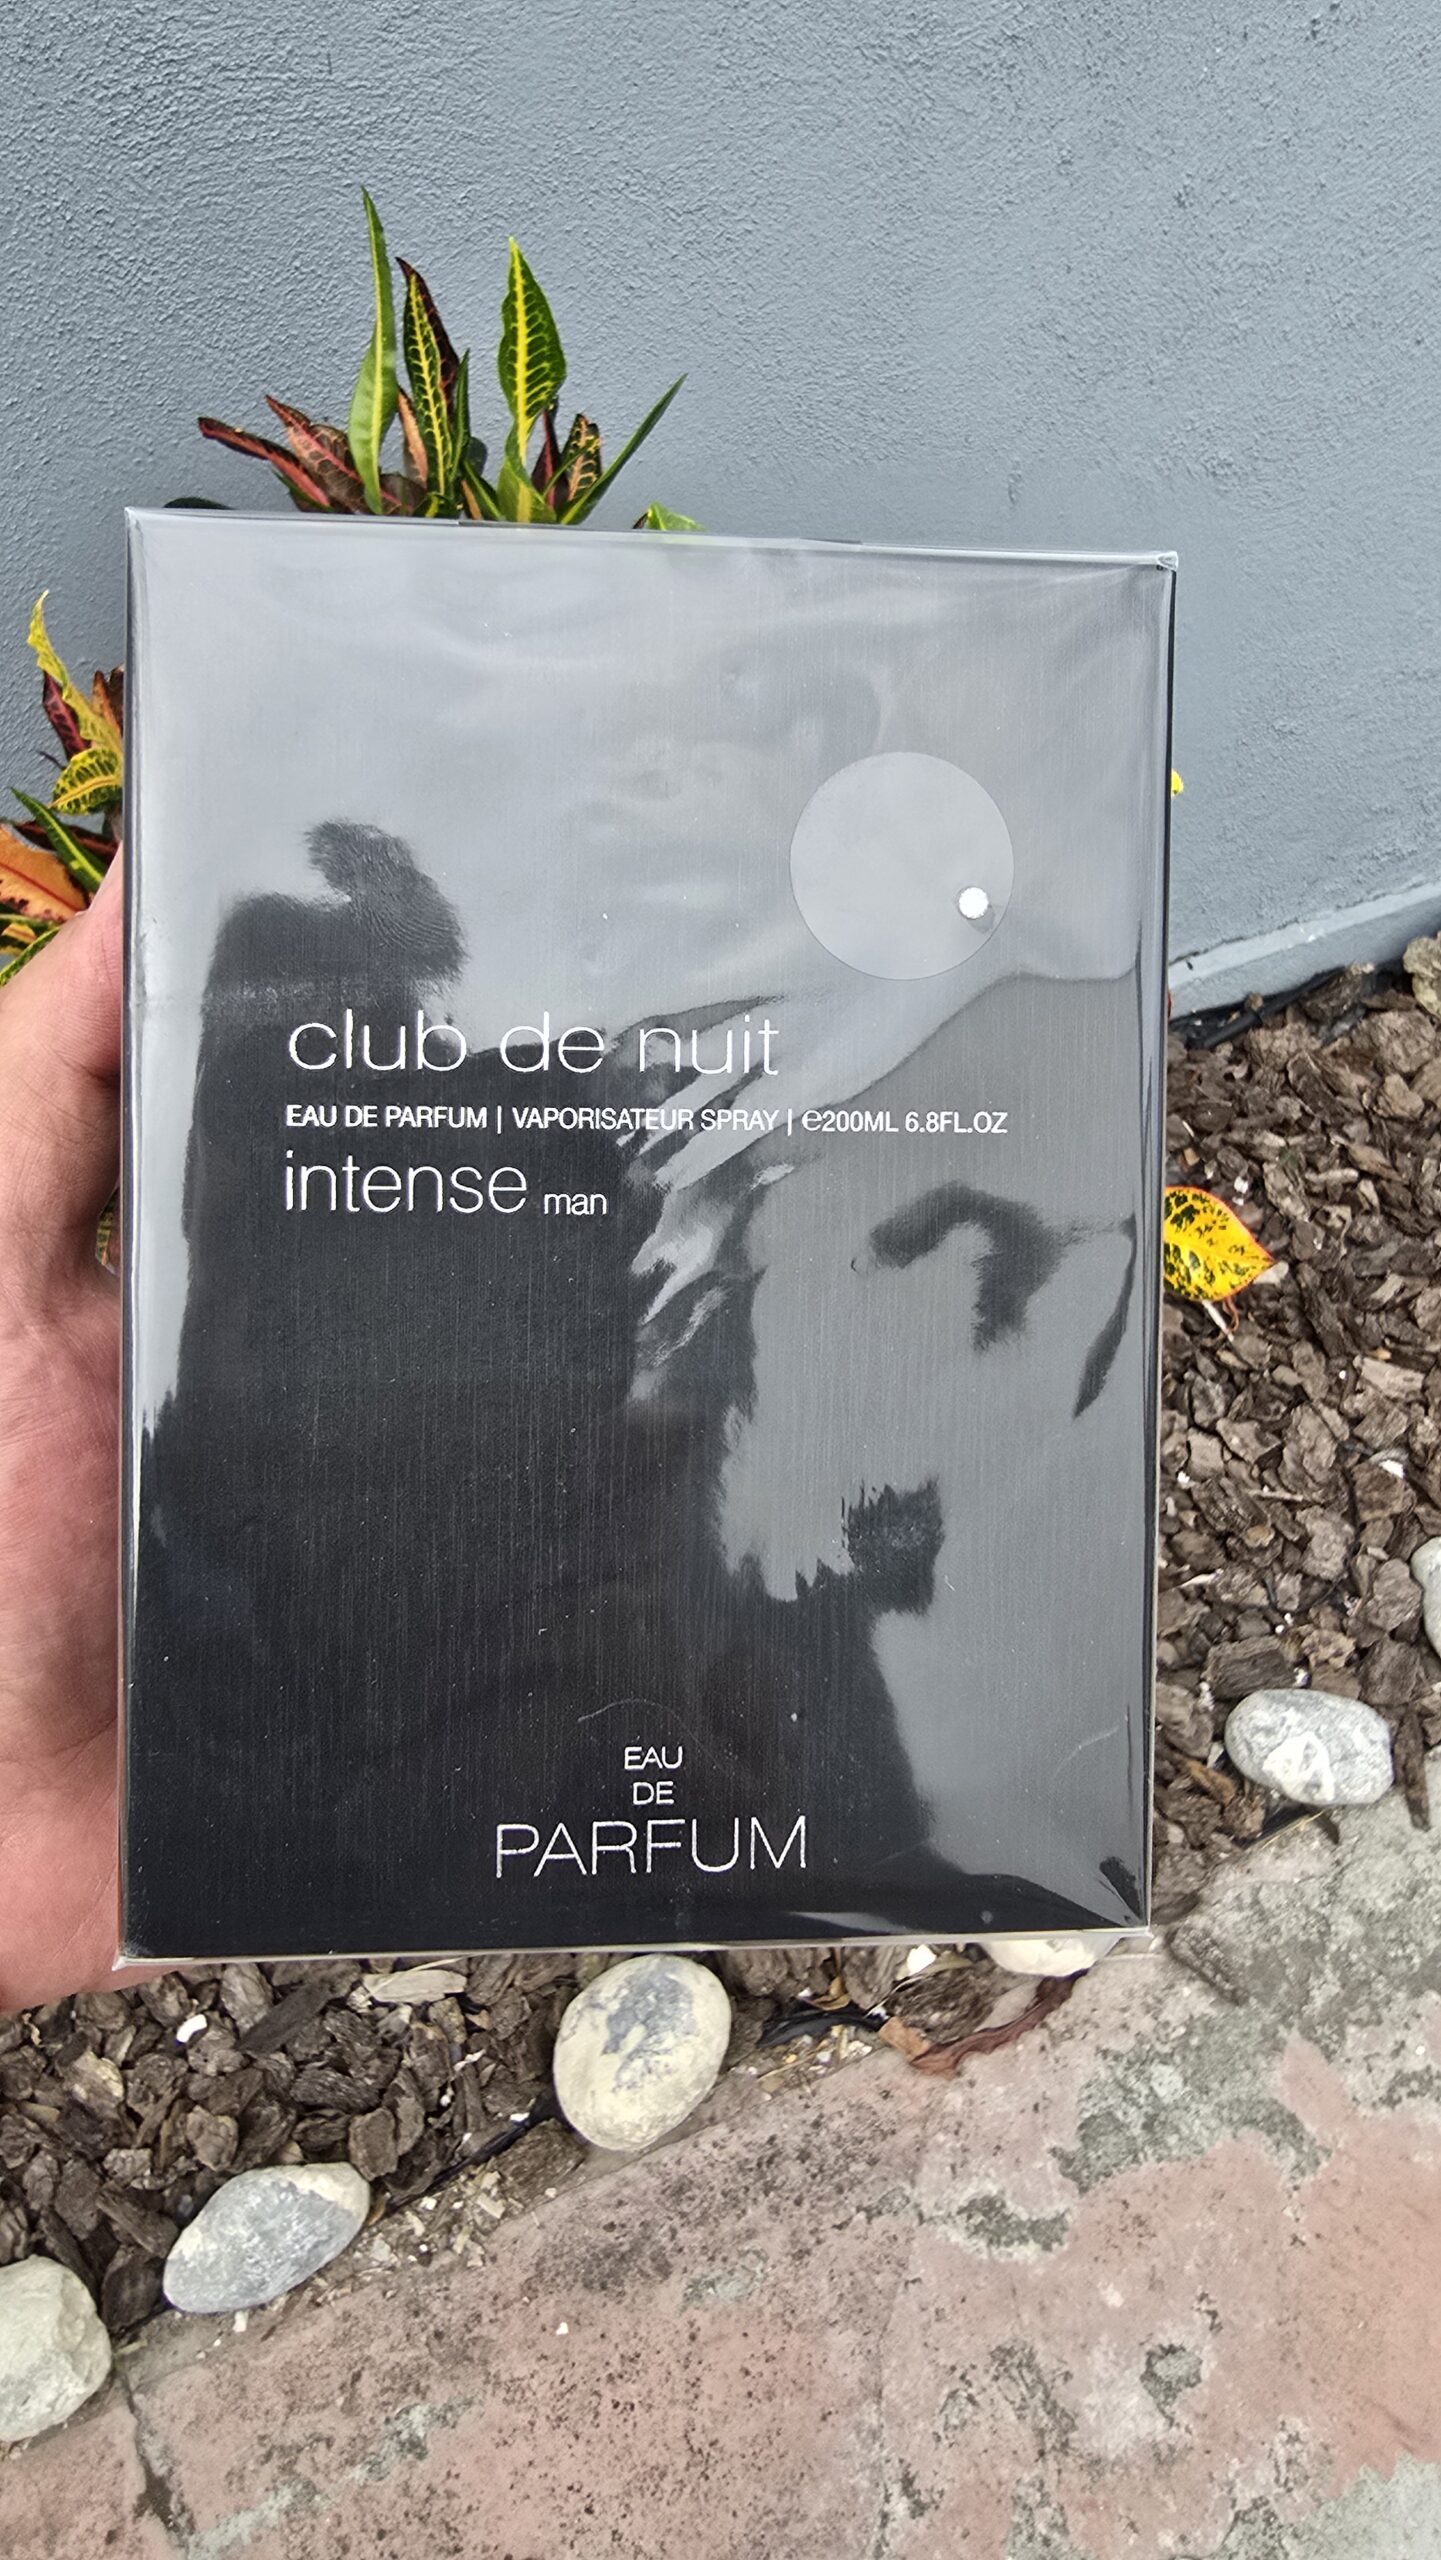 club de nuit
EAU DE PARFUM | VAPORISATEUR SPRAY | ℮200ML 6.8FL.OZ
intense man
EAU
DE
PARFUM